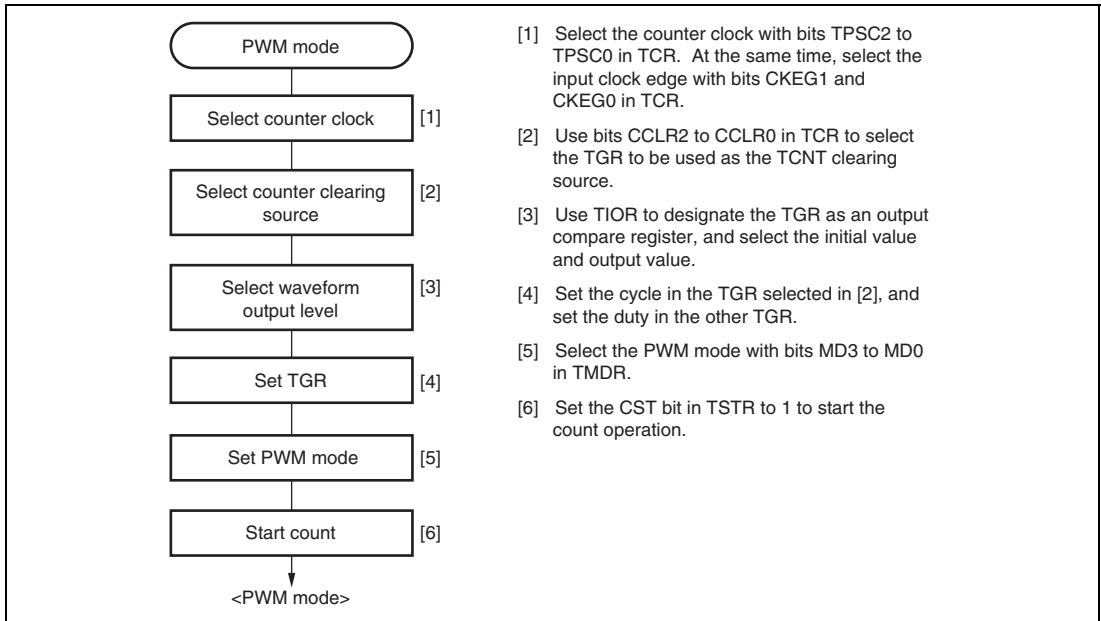 PWM mode
Select counter clock
[1]
Select counter clearing
source
[2]
Select waveform
output level
[3]
Set TGR
[4]
Set PWM mode
[5]
Start count
[6]
<PWM mode>
[1] Select the counter clock with bits TPSC2 to
TPSC0 in TCR. At the same time, select the
input clock edge with bits CKEG1 and
CKEG0 in TCR.
[2] Use bits CCLR2 to CCLR0 in TCR to select
the TGR to be used as the TCNT clearing
source.
[3] Use TIOR to designate the TGR as an output
compare register, and select the initial value
and output value.
[4] Set the cycle in the TGR selected in [2], and
set the duty in the other TGR.
[5] Select the PWM mode with bits MD3 to MD0
in TMDR.
[6] Set the CST bit in TSTR to 1 to start the
count operation.